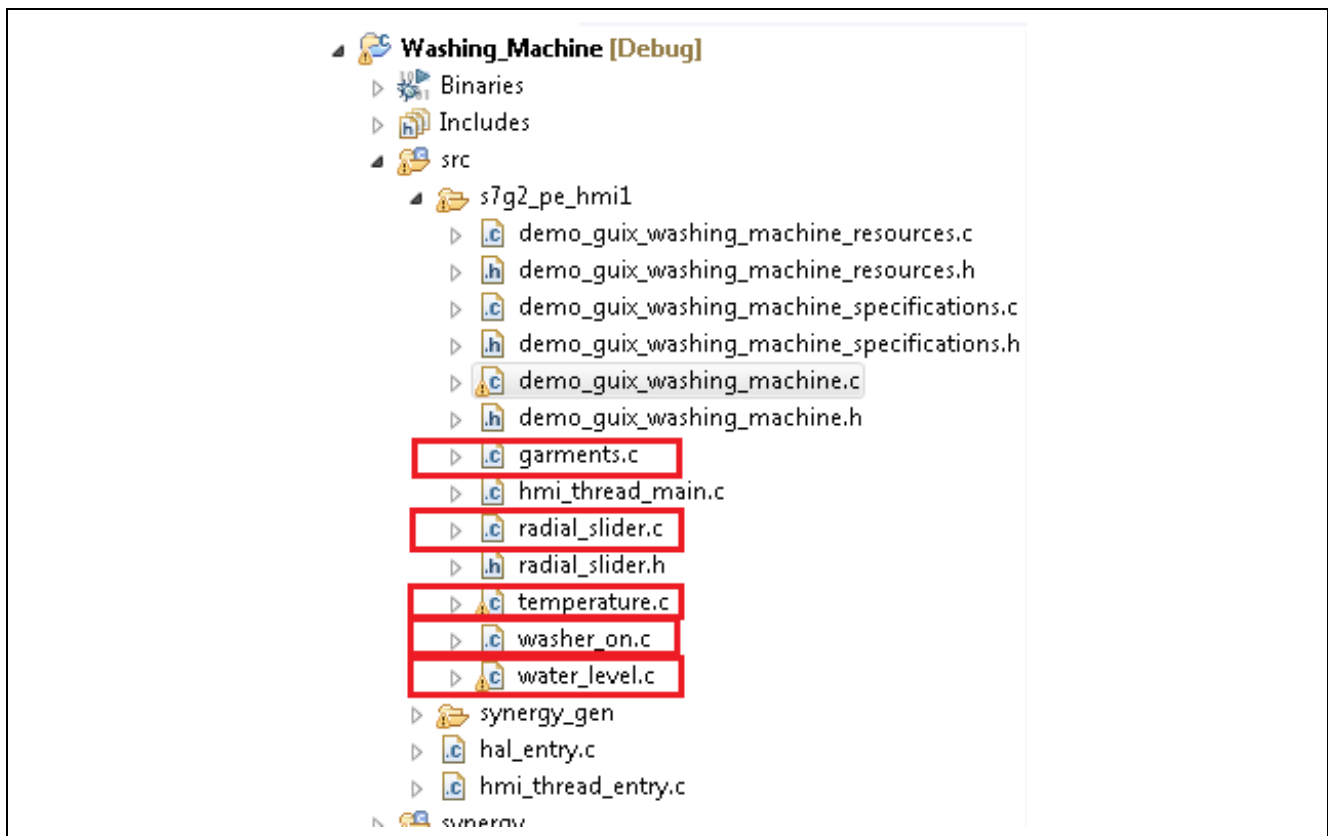 Washing_Machine [Debug]
Binaries
Includes
src
s7g2_pe_hmi1
demo_guix_washing_machine_resources.c
demo_guix_washing_machine_resources.h
demo_guix_washing_machine_specifications.c
demo_guix_washing_machine_specifications.h
demo_guix_washing_machine.c
demo_guix_washing_machine.h
garments.c
hmi_thread_main.c
radial_slider.c
radial_slider.h
temperature.c
washer_on.c
water_level.c
synergy_gen
hal_entry.c
hmi_thread_entry.c
synergy